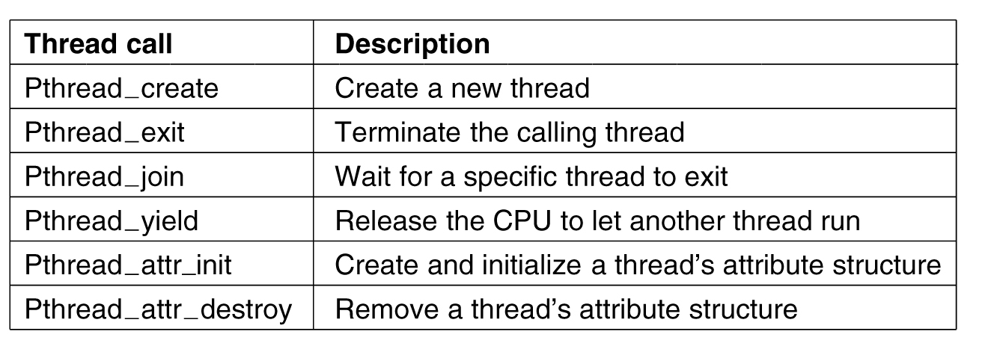 Thread call Description
Pthread_create Create a new thread
Pthread_exit Terminate the calling thread
Pthread_join Wait for a specific thread to exit
Pthread_yield Release the CPU to let another thread run
Pthread_attr_init Create and initialize a thread’s attribute structure
Pthread_attr_destroy Remove a thread’s attribute structure